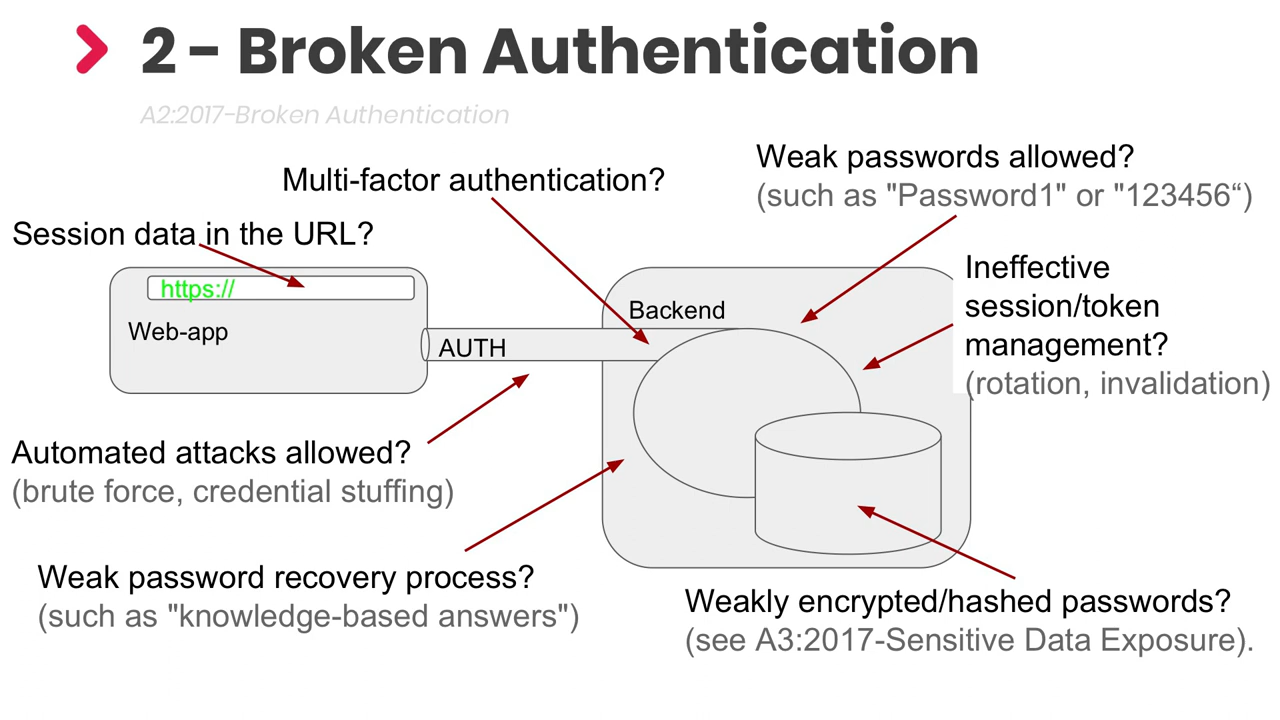 2 - Broken Authentication
A2:2017-Broken Authentication
Multi-factor authentication?
Weak passwords allowed?
(such as "Password1" or "123456“)
Session data in the URL?
https://
Web-app
AUTH
Backend
Ineffective
session/token
management?
(rotation, invalidation)
Automated attacks allowed?
(brute force, credential stuffing)
Weak password recovery process?
(such as "knowledge-based answers")
Weakly encrypted/hashed passwords?
(see A3:2017-Sensitive Data Exposure).